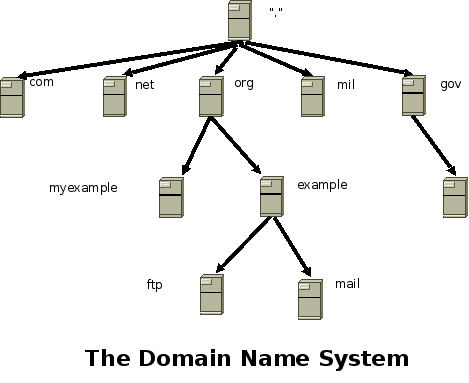 "."
com
net
org
mil
gov
myexample
example
ftp
mail
The Domain Name System